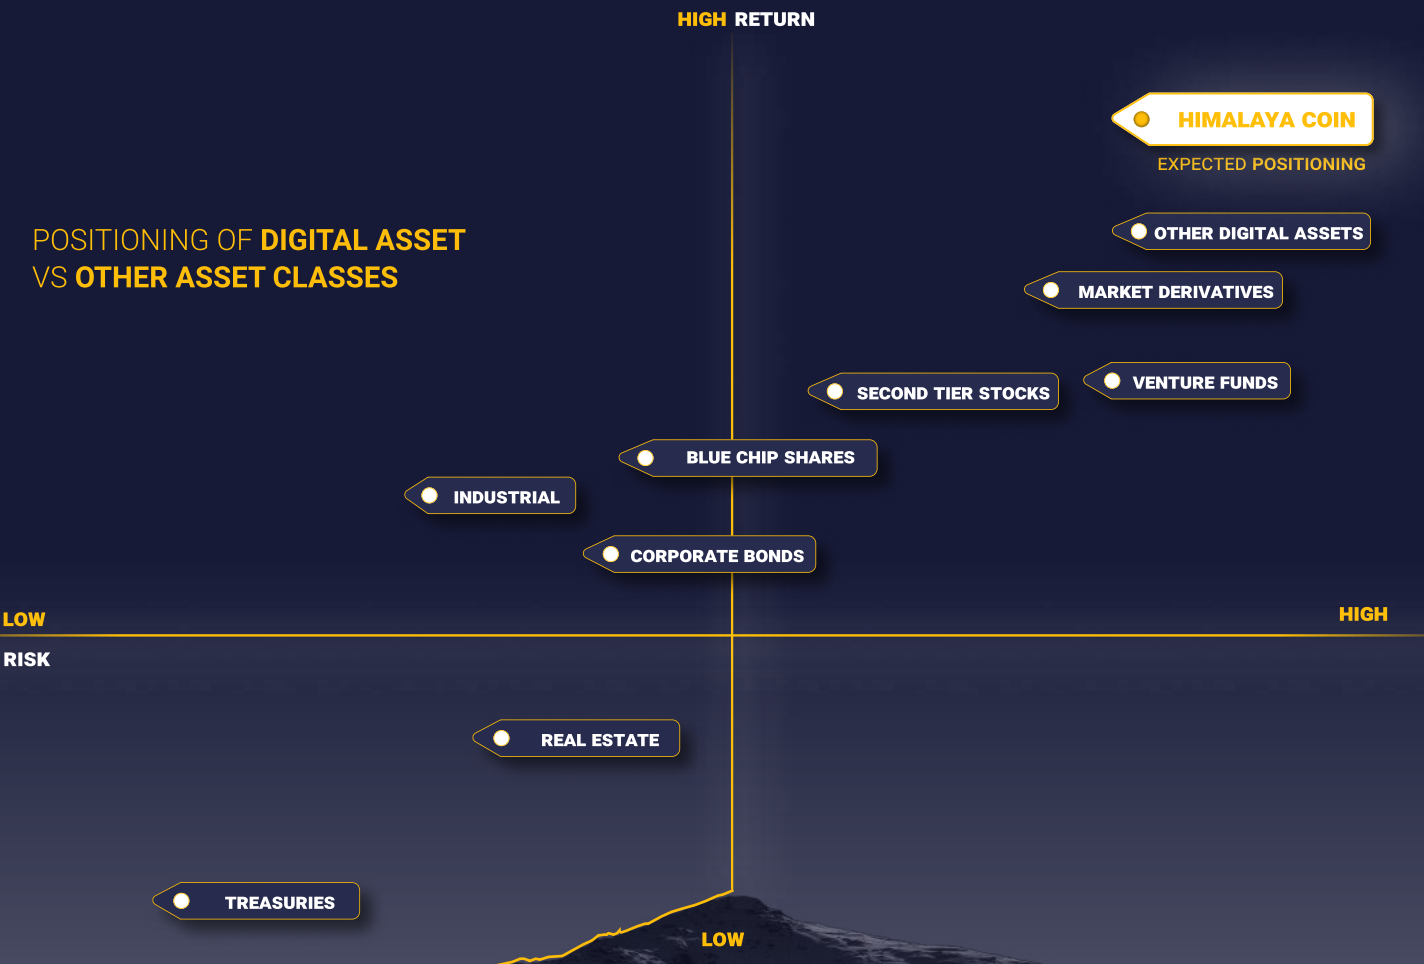 HIGH RETURN
HIMALAYA COIN
EXPECTED POSITIONING
POSITIONING OF DIGITAL ASSET
VS OTHER ASSET CLASSES
OTHER DIGITAL ASSETS
MARKET DERIVATIVES
VENTURE FUNDS
SECOND TIER STOCKS
BLUE CHIP SHARES
INDUSTRIAL
CORPORATE BONDS
LOW
HIGH
RISK
REAL ESTATE
TREASURIES
LOW